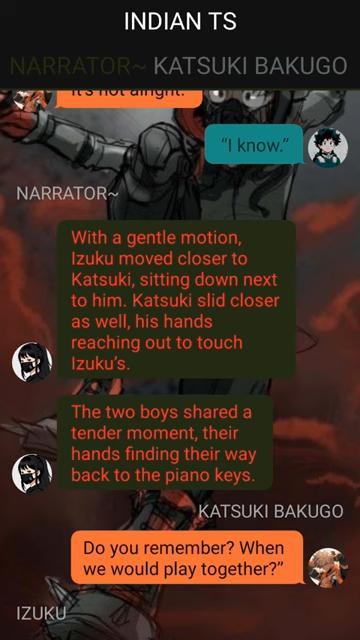 INDIAN TS
NARRATOR~ KATSUKI BAKUGO
It's not alright.
“I know.”
NARRATOR~
With a gentle motion,
Izuku moved closer to
Katsuki, sitting down next
to him. Katsuki slid closer
as well, his hands
reaching out to touch
Izuku’s.
The two boys shared a
tender moment, their
hands finding their way
back to the piano keys.
KATSUKI BAKUGO
Do you remember? When
we would play together?”
IZUKU